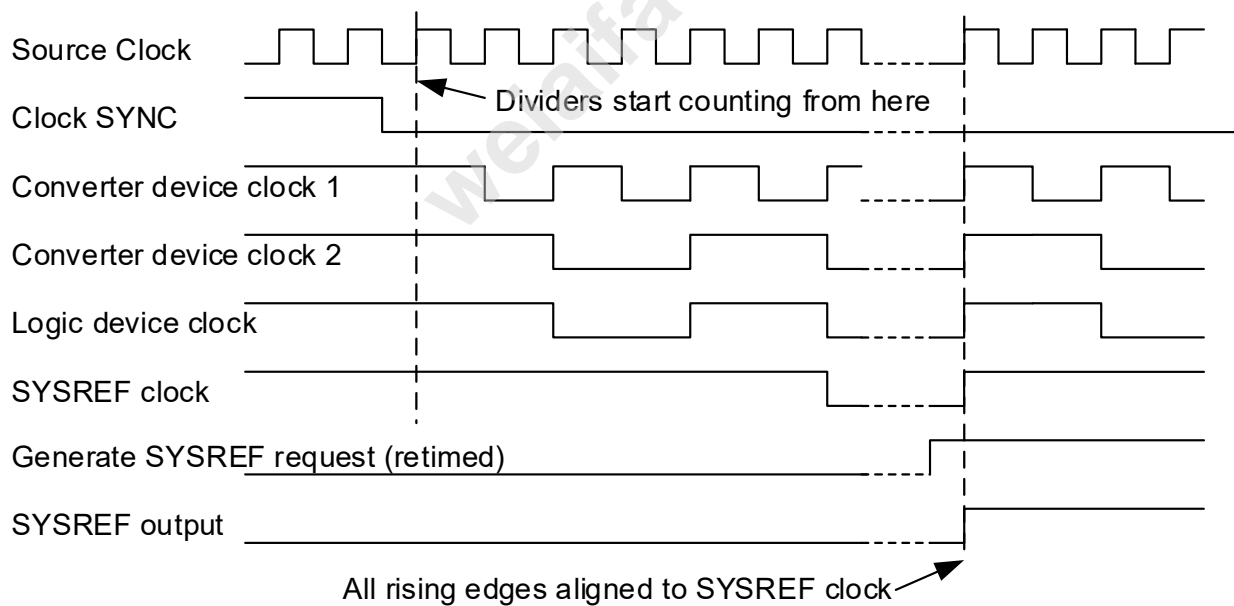 Source Clock
Dividers start counting from here
Clock SYNC
Converter device clock 1
Converter device clock 2
Logic device clock
SYSREF clock
Generate SYSREF request (retimed)
SYSREF output
All rising edges aligned to SYSREF clock